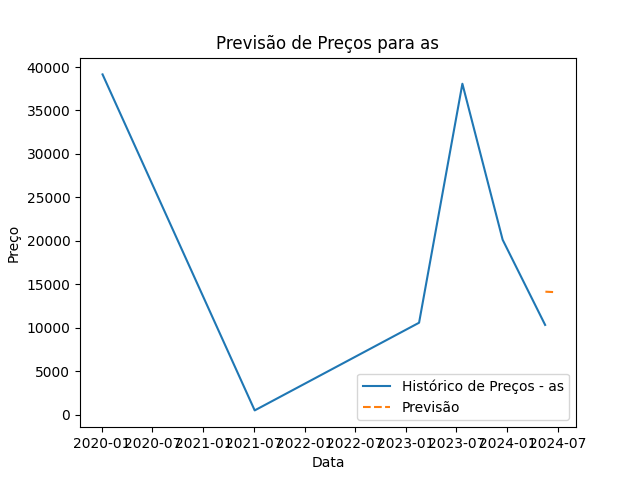 Previsão de Preços para as
40000
35000
30000
25000
20000
15000
10000
5000
0
Preço
Histórico de Preços - as
Previsão
2020-01 2020-07 2021-01 2021-07 2022-01 2022-07 2023-01 2023-07 2024-01 2024-07
Data